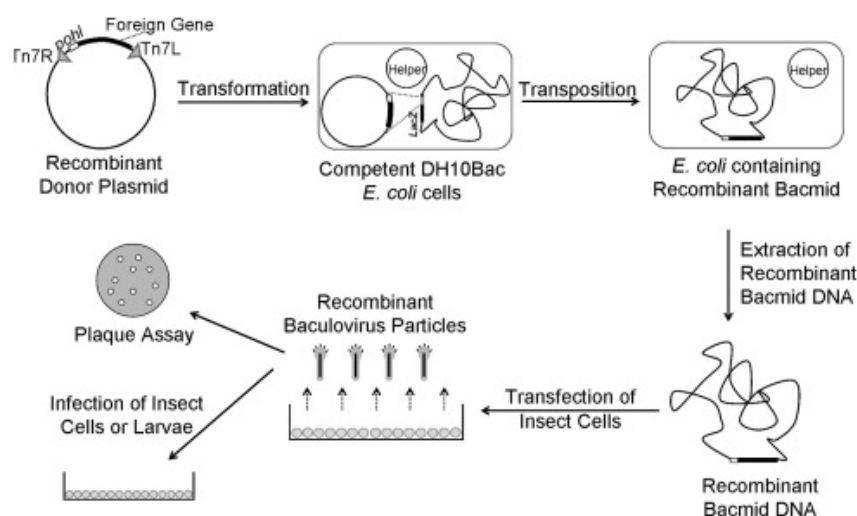 Foreign Gene
polhI
Tn7R
Tn7L
Recombinant
Donor Plasmid
Transformation
Helper
LacZ
Competent DH10Bac
E. coli cells
Transposition
Helper
E. coli containing
Recombinant Bacmid
Extraction of
Recombinant
Bacmid DNA
Recombinant
Bacmid DNA
Transfection of
Insect Cells
Recombinant
Baculovirus Particles
Plaque Assay
Infection of Insect
Cells or Larvae